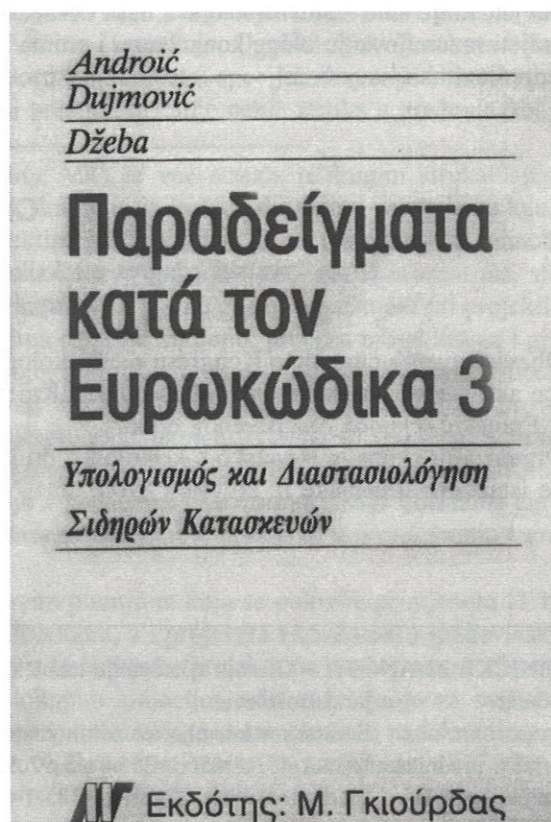 Androić
Dujmović
Džeba
Παραδείγματα
κατά τον
Ευρωκώδικα 3
Υπολογισμός και Διαστασιολόγηση
Σιδηρών Κατασκευών
Εκδότης: Μ. Γκιούρδας